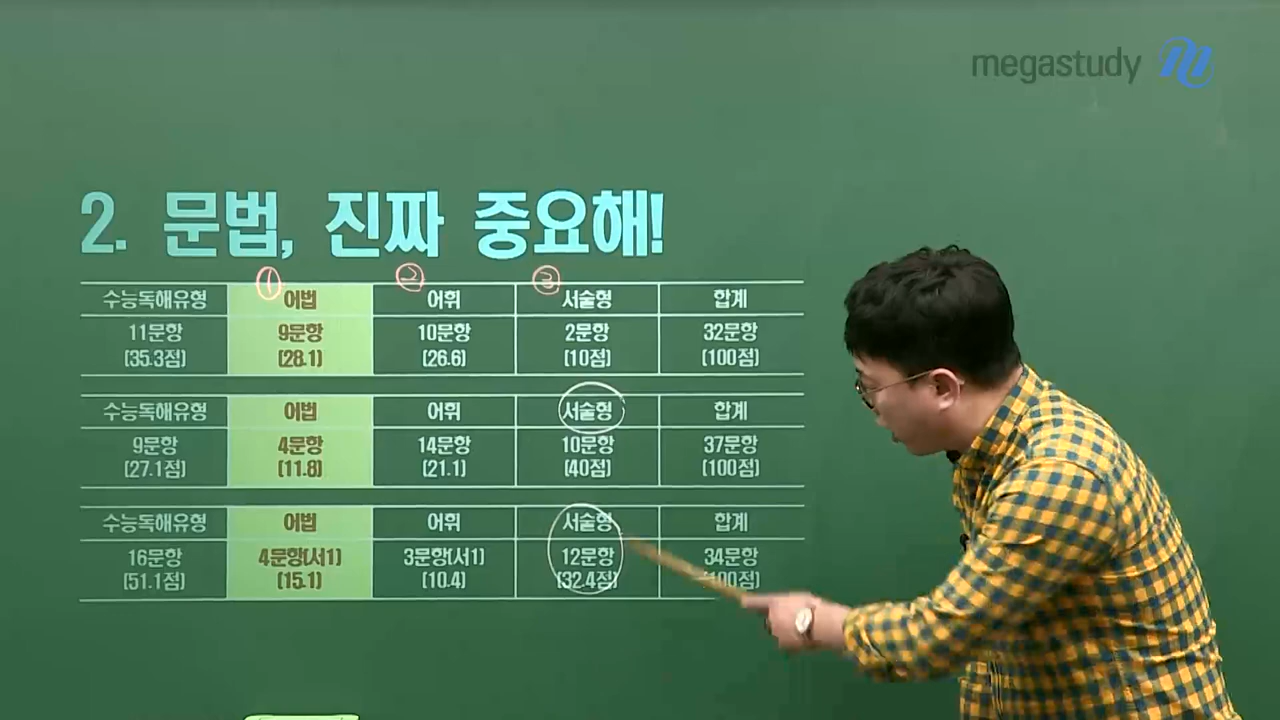 megastudy
2. 문법, 진짜 중요해!
① ② ③
수능독해유형 어법 어휘 서술형 합계
11문항 9문항 10문항 2문항 32문항
(35.3점) (28.1) (26.6) (10점) (100점)
수능독해유형 어법 어휘 서술형 합계
9문항 4문항 14문항 10문항 37문항
(27.1점) (11.8) (21.1) (40점) (100점)
수능독해유형 어법 어휘 서술형 합계
16문항 4문항(서1) 3문항(서1) 12문항 34문항
(51.1점) (15.1) (10.4) (32.4점) (100점)